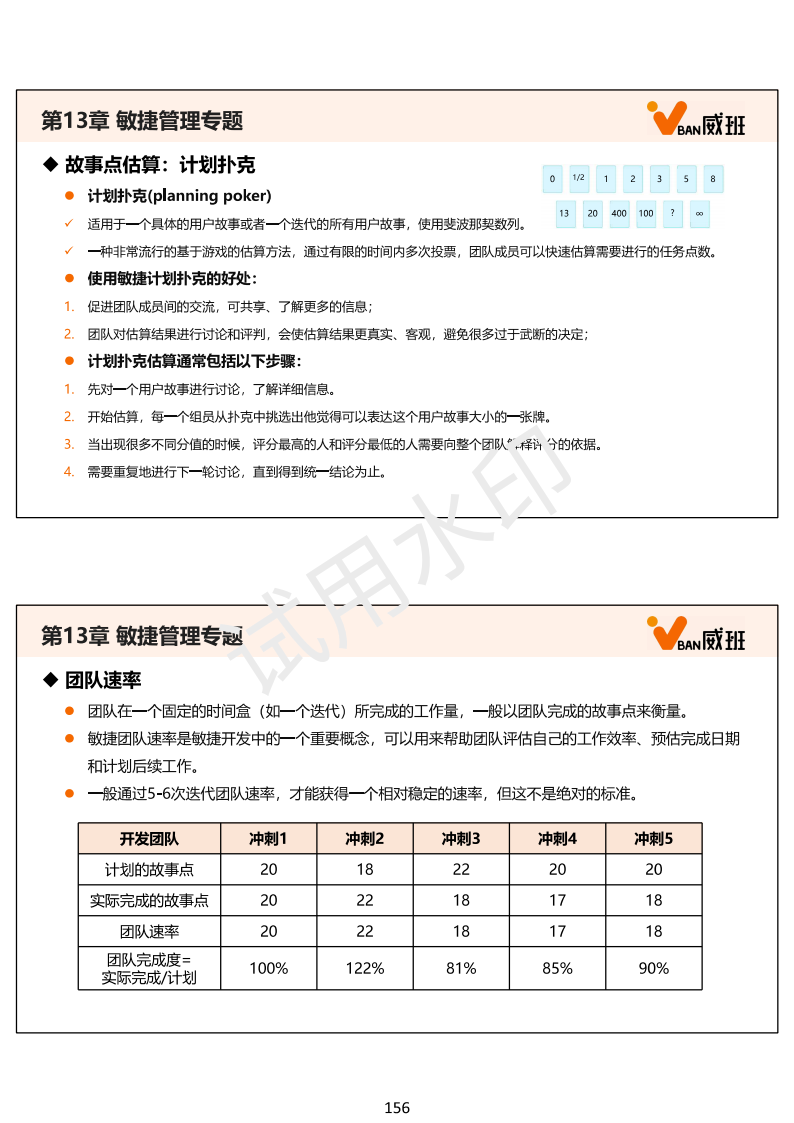 第13章 敏捷管理专题
VBAN威班
◆ 故事点估算：计划扑克
0 1/2 1 2 3 5 8
13 20 400 100 ? ∞
● 计划扑克(planning poker)
✓ 适用于一个具体的用户故事或者一个迭代的所有用户故事，使用斐波那契数列。
✓ 一种非常流行的基于游戏的估算方法，通过有限的时间内多次投票，团队成员可以快速估算需要进行的任务点数。
● 使用敏捷计划扑克的好处：
1. 促进团队成员间的交流，可共享、了解更多的信息；
2. 团队对估算结果进行讨论和评判，会使估算结果更真实、客观，避免很多过于武断的决定；
● 计划扑克估算通常包括以下步骤：
1. 先对一个用户故事进行讨论，了解详细信息。
2. 开始估算，每一个组员从扑克中挑选出他觉得可以表达这个用户故事大小的一张牌。
3. 当出现很多不同分值的时候，评分最高的人和评分最低的人需要向整个团队解释评分的依据。
4. 需要重复地进行下一轮讨论，直到得到统一结论为止。
试用水印
第13章 敏捷管理专题
VBAN威班
◆ 团队速率
● 团队在一个固定的时间盒（如一个迭代）所完成的工作量，一般以团队完成的故事点来衡量。
● 敏捷团队速率是敏捷开发中的一个重要概念，可以用来帮助团队评估自己的工作效率、预估完成日期
和计划后续工作。
● 一般通过5-6次迭代团队速率，才能获得一个相对稳定的速率，但这不是绝对的标准。
开发团队 冲刺1 冲刺2 冲刺3 冲刺4 冲刺5
计划的故事点 20 18 22 20 20
实际完成的故事点 20 22 18 17 18
团队速率 20 22 18 17 18
团队完成度=
实际完成/计划 100% 122% 81% 85% 90%
156